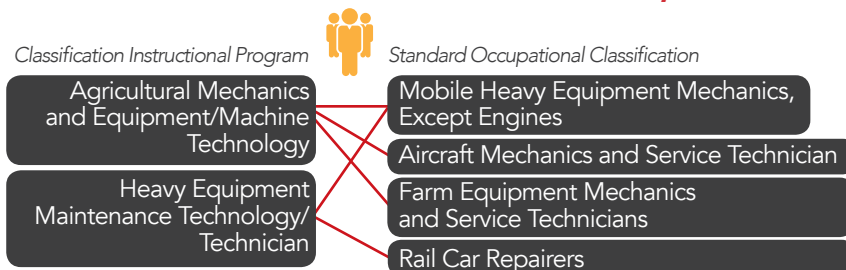 Classification Instructional Program
Standard Occupational Classification
Agricultural Mechanics
and Equipment/Machine
Technology
Heavy Equipment
Maintenance Technology/
Technician
Mobile Heavy Equipment Mechanics,
Except Engines
Aircraft Mechanics and Service Technician
Farm Equipment Mechanics
and Service Technicians
Rail Car Repairers